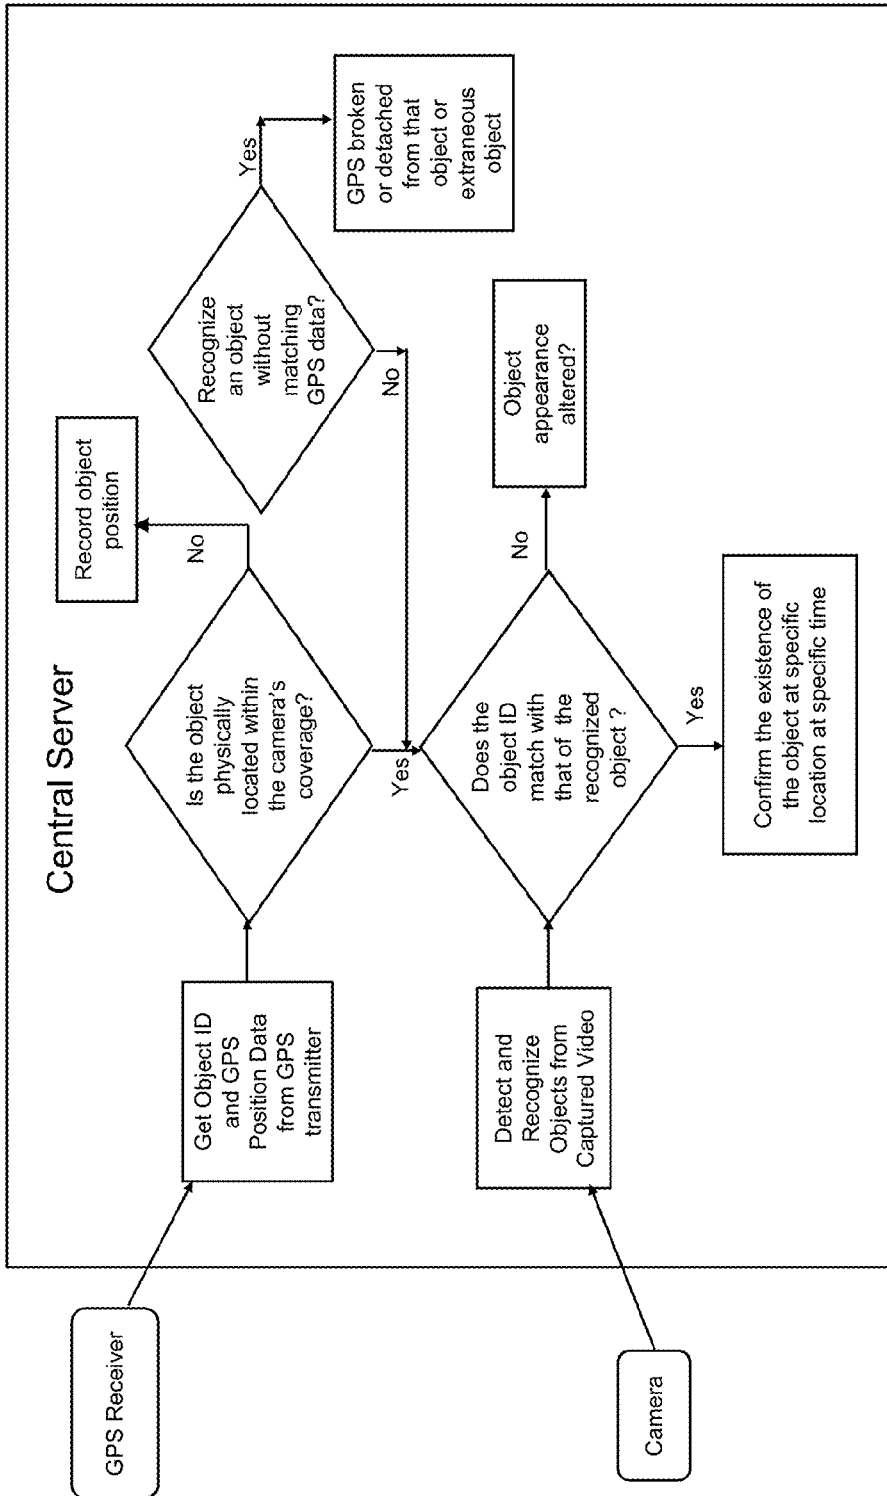 Central Server
GPS Receiver
Get Object ID
and GPS
Position Data
from GPS
transmitter
Is the object
physically
located within
the camera's
coverage?
No
Record object
position
Yes
Recognize
an object
without
matching
GPS data?
Yes
GPS broken
or detached
from that
object or
extraneous
object
No
Camera
Detect and
Recognize
Objects from
Captured Video
Does the
object ID
match with
that of the
recognized
object ?
No
Object
appearance
altered?
Yes
Confirm the existence of
the object at specific
location at specific time